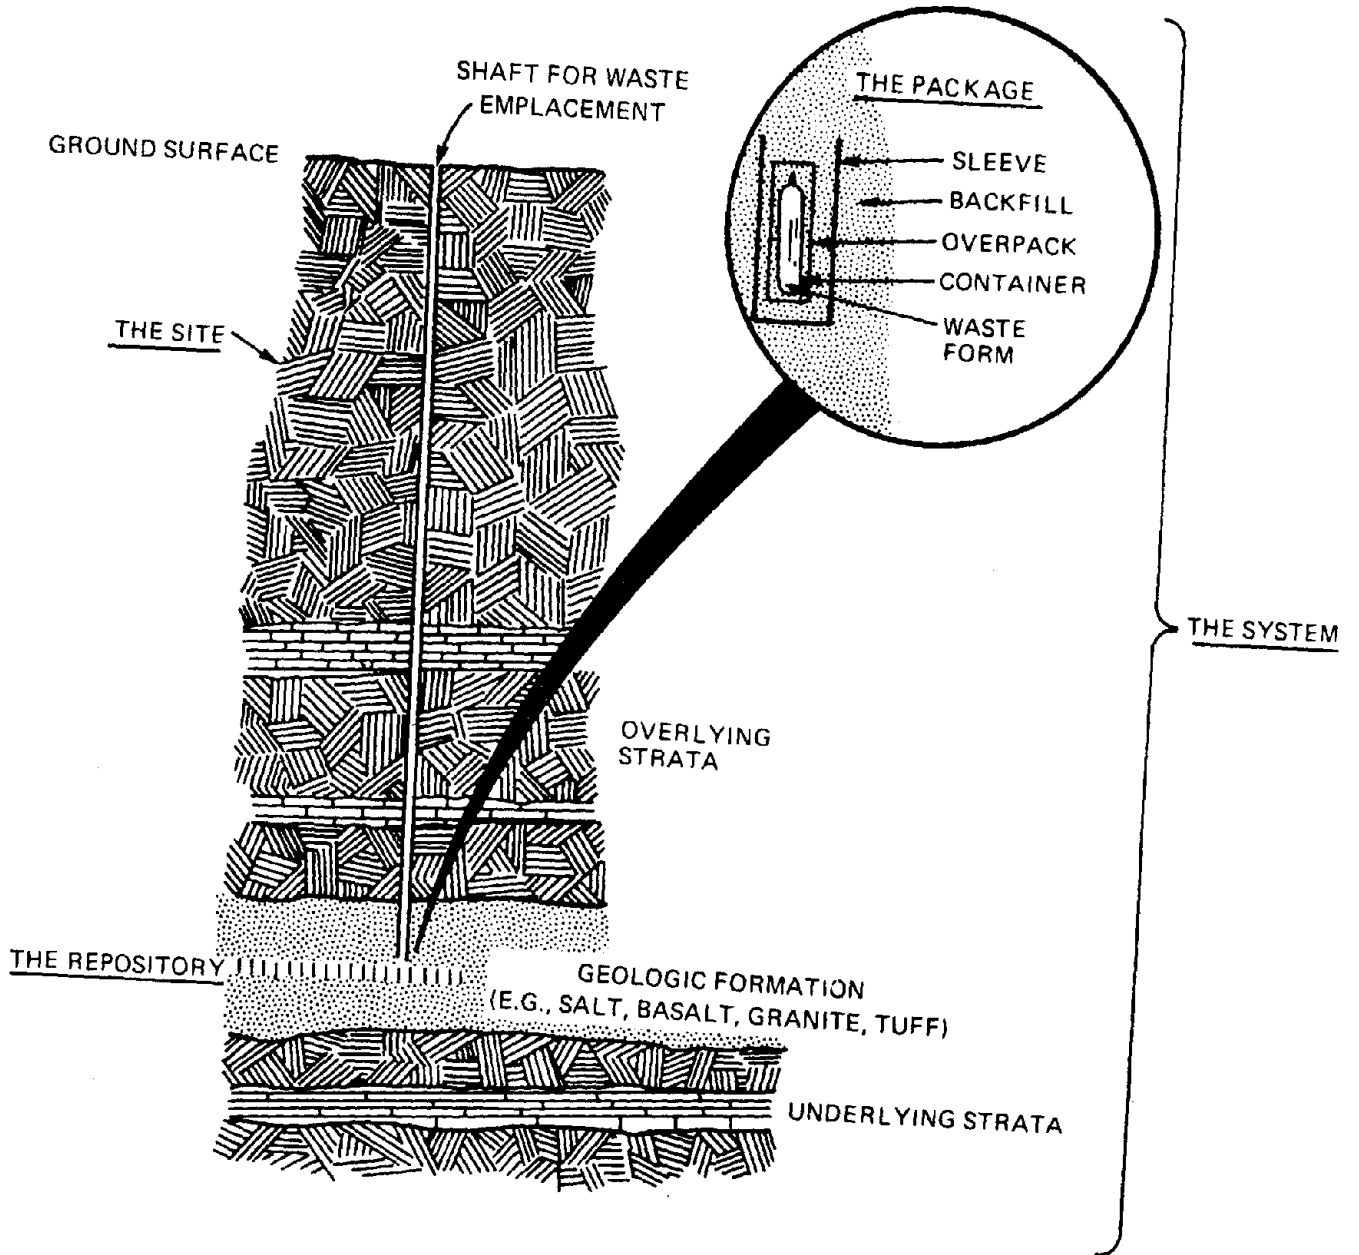 SHAFT FOR WASTE
EMPLACEMENT
GROUND SURFACE
THE SITE
THE PACKAGE
SLEEVE
BACKFILL
OVERPACK
CONTAINER
WASTE
FORM
THE SYSTEM
OVERLYING
STRATA
THE REPOSITORY
GEOLOGIC FORMATION
(E.G., SALT, BASALT, GRANITE, TUFF)
UNDERLYING STRATA